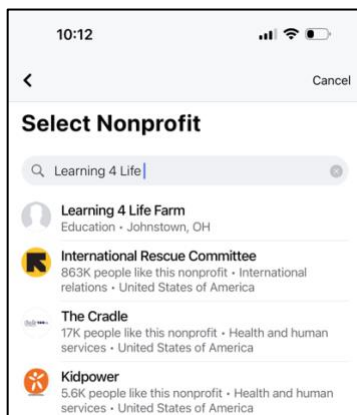 10:12
Cancel
Select Nonprofit
Learning 4 Life
Learning 4 Life Farm
Education • Johnstown, OH
International Rescue Committee
863K people like this nonprofit • International
relations • United States of America
The Cradle
17K people like this nonprofit • Health and human
services • United States of America
Kidpower
5.6K people like this nonprofit • Health and human
services • United States of America